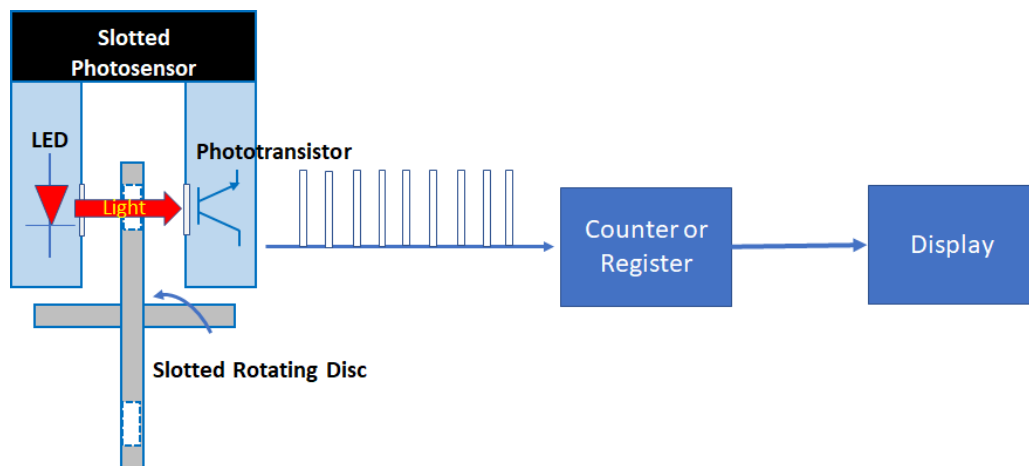 Slotted
Photosensor
LED
Phototransistor
Light
Counter or
Register
Display
Slotted Rotating Disc